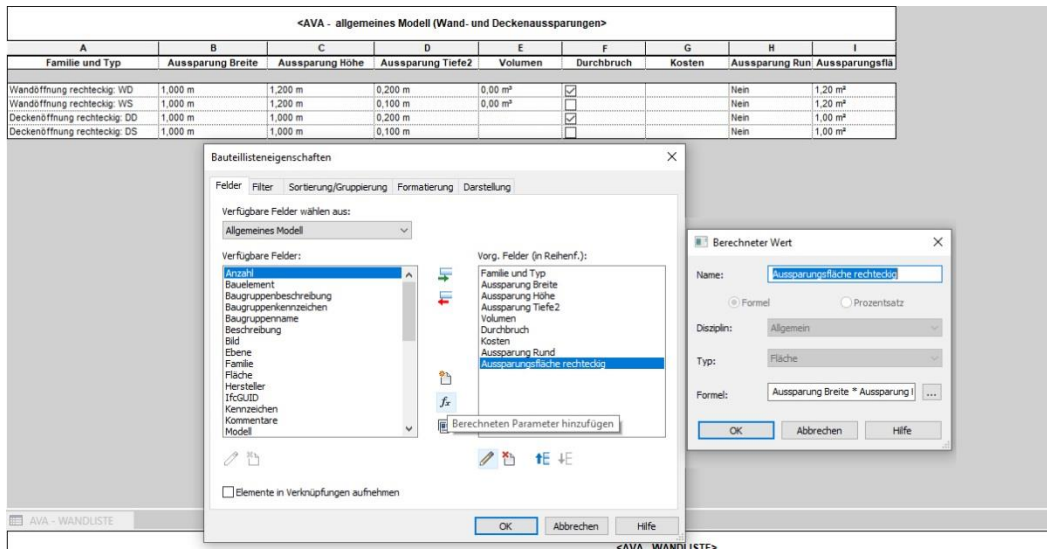 <AVA - allgemeines Modell (Wand- und Deckenaussparungen>
A B C D E F G H I
Familie und Typ Aussparung Breite Aussparung Höhe Aussparung Tiefe2 Volumen Durchbruch Kosten Aussparung Run Aussparungsflä
Wandöffnung rechteckig: WD 1,000 m 1,200 m 0,200 m 0,00 m³ Nein 1,20 m²
Wandöffnung rechteckig: WS 1,000 m 1,200 m 0,100 m 0,00 m³ Nein 1,20 m²
Deckenöffnung rechteckig: DD 1,000 m 1,000 m 0,200 m Nein 1,00 m²
Deckenöffnung rechteckig: DS 1,000 m 1,000 m 0,100 m Nein 1,00 m²
Bauteillisteneigenschaften
Felder Filter Sortierung/Gruppierung Formatierung Darstellung
Verfügbare Felder wählen aus:
Allgemeines Modell
Verfügbare Felder:
Anzahl
Bauelement
Baugruppenbeschreibung
Baugruppenkennzeichen
Baugruppenname
Beschreibung
Bild
Ebene
Familie
Fläche
Hersteller
IfcGUID
Kennzeichen
Kommentare
Modell
Vorg. Felder (in Reihenf.):
Familie und Typ
Aussparung Breite
Aussparung Höhe
Aussparung Tiefe2
Volumen
Durchbruch
Kosten
Aussparung Rund
Aussparungsfläche rechteckig
fx
Berechneten Parameter hinzufügen
Elemente in Verknüpfungen aufnehmen
OK Abbrechen Hilfe
Berechneter Wert
Name: Aussparungsfläche rechteckig
Formel Prozentsatz
Disziplin: Allgemein
Typ: Fläche
Formel: Aussparung Breite * Aussparung ...
OK Abbrechen Hilfe
AVA - WANDLISTE
<AVA - WANDLISTE>